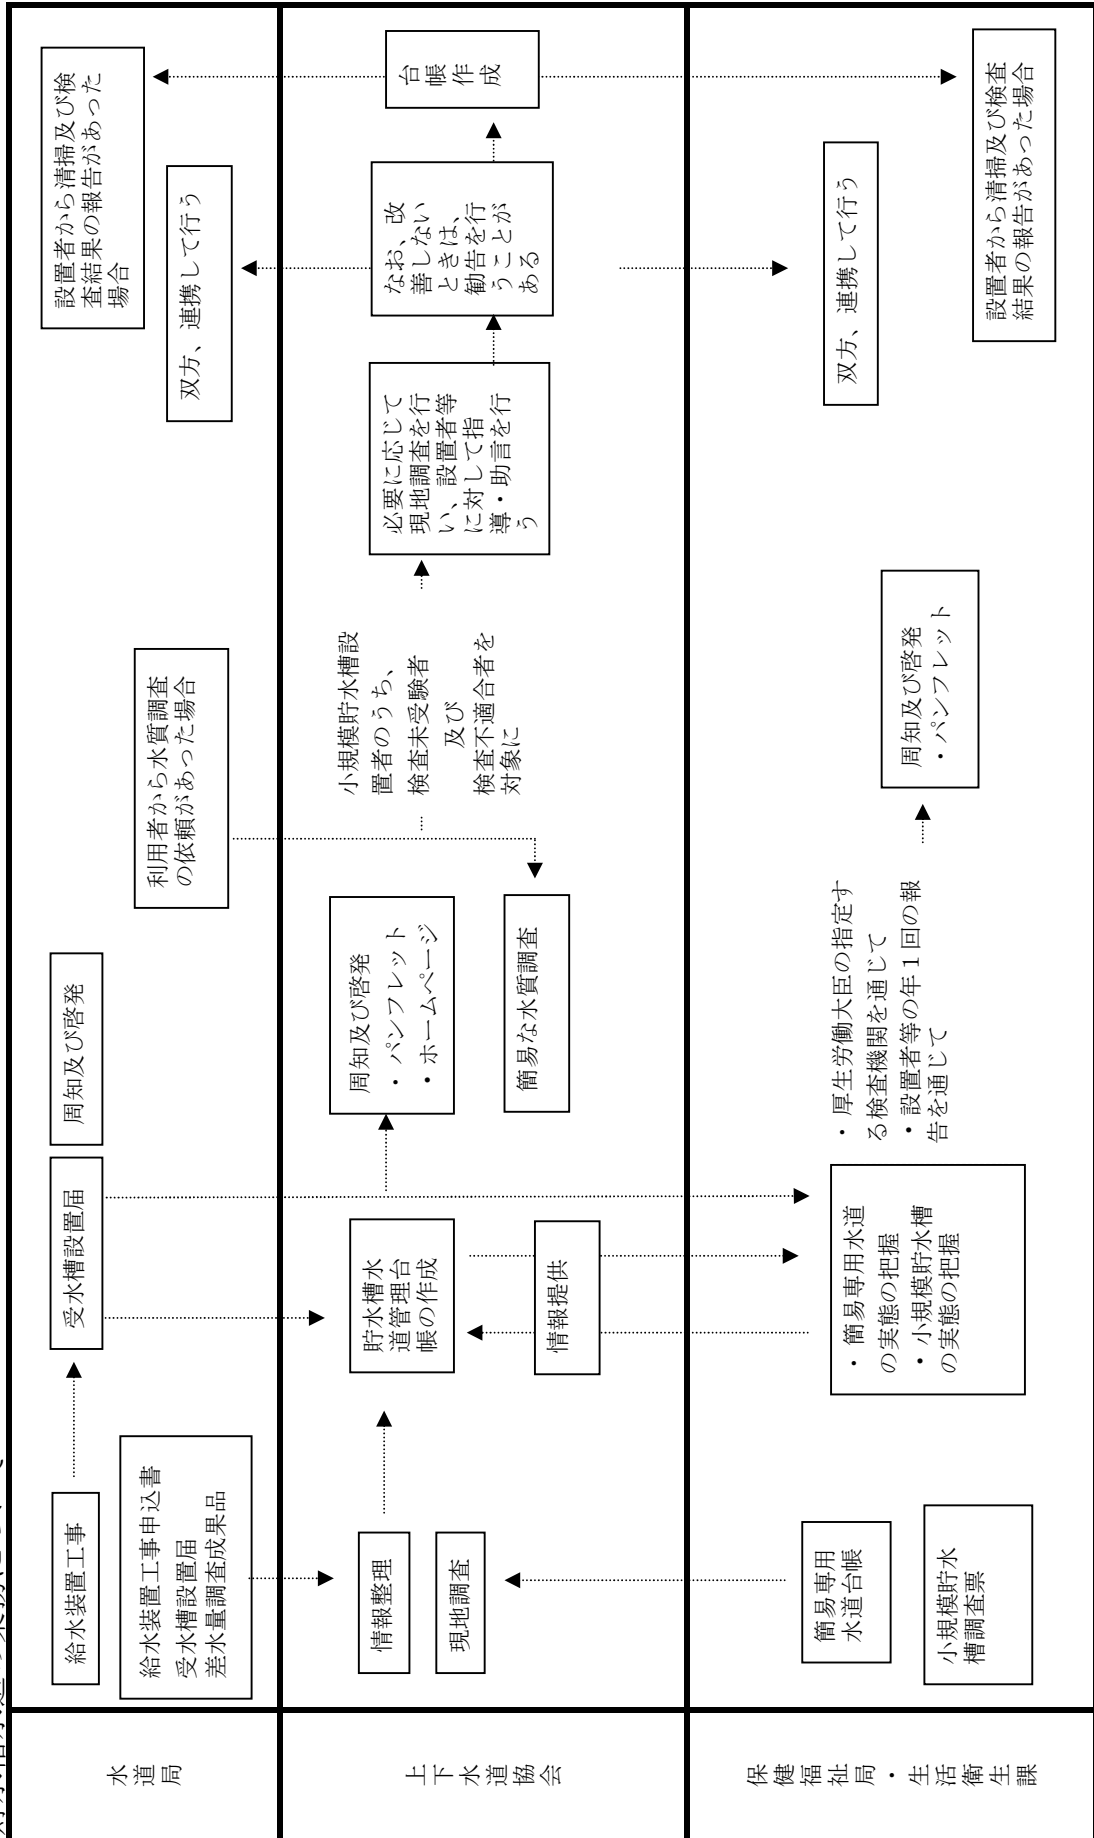 水道局
給水装置工事
給水装置工事申込書
受水槽設置届
差水量調査成果品
受水槽設置届
周知及び啓発
利用者から水質調査
の依頼があった場合
双方、連携して行う
設置者から清掃及び検
査結果の報告があった
場合
上下水道協会
情報整理
現地調査
貯水槽水
道管理台
帳の作成
情報提供
周知及び啓発
・パンフレット
・ホームページ
簡易な水質調査
小規模貯水槽設
置者のうち、
検査未受験者
及び
検査不適合者を
対象に
必要に応じて
現地調査を行
い、設置者等
に対して指
導・助言を行
う
なお、改
善しない
ときは、
勧告を行
うことが
ある
台帳作成
保健福祉局・生活衛生課
簡易専用
水道台帳
小規模貯水
槽調査票
・簡易専用水道
の実態の把握
・小規模貯水槽
の実態の把握
・厚生労働大臣の指定す
る検査機関を通じて
・設置者等の年1回の報
告を通じて
周知及び啓発
・パンフレット
双方、連携して行う
設置者から清掃及び検査
結果の報告があった場合